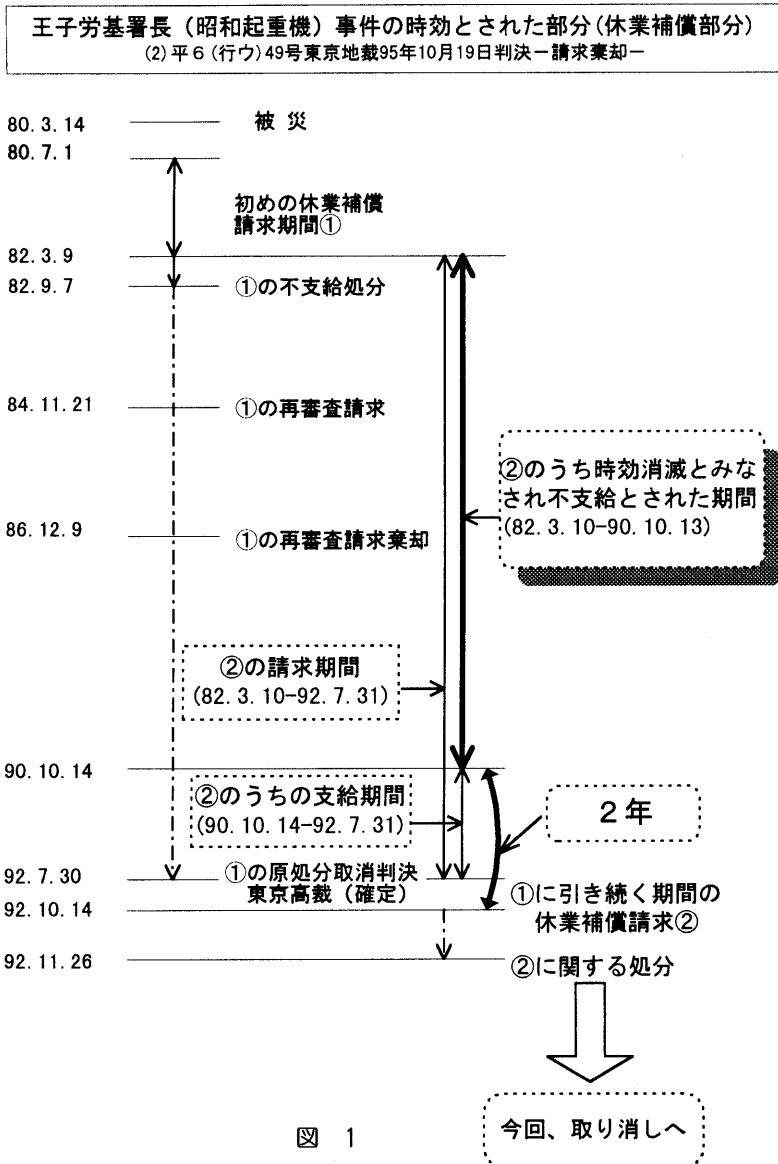 王子労基署長（昭和起重機）事件の時効とされた部分(休業補償部分)
(2)平６(行ウ)49号東京地裁95年10月19日判決－請求棄却－
80.3.14
被 災
80.7.1
初めの休業補償
請求期間①
82.3.9
82.9.7
①の不支給処分
84.11.21
①の再審査請求
②のうち時効消滅とみな
され不支給とされた期間
(82.3.10-90.10.13)
86.12.9
①の再審査請求棄却
②の請求期間
(82.3.10-92.7.31)
90.10.14
②のうちの支給期間
(90.10.14-92.7.31)
２年
92.7.30
①の原処分取消判決
東京高裁（確定）
92.10.14
①に引き続く期間の
休業補償請求②
92.11.26
②に関する処分
今回、取り消しへ
図 1